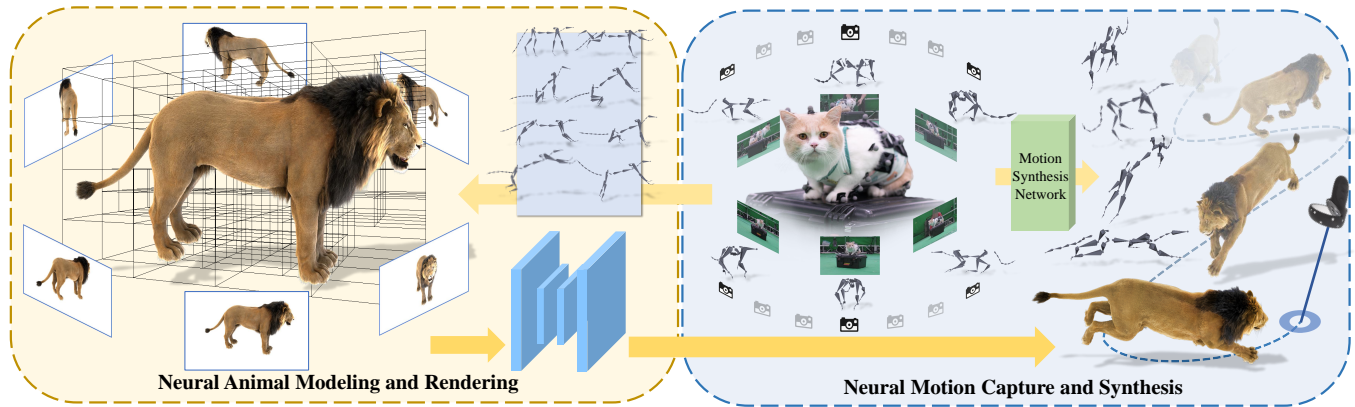 Motion
Synthesis
Network
Neural Animal Modeling and Rendering
Neural Motion Capture and Synthesis